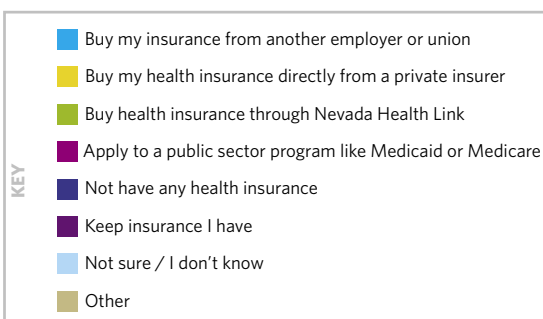 KEY
Buy my insurance from another employer or union
Buy my health insurance directly from a private insurer
Buy health insurance through Nevada Health Link
Apply to a public sector program like Medicaid or Medicare
Not have any health insurance
Keep insurance I have
Not sure / I don't know
Other